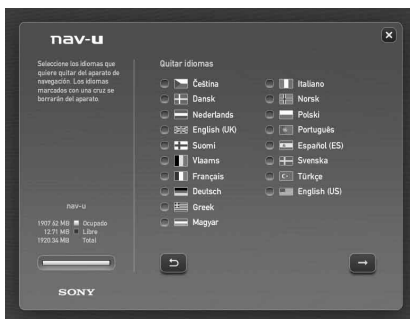 nav-u
Seleccione los idiomas que
quiere quitar del aparato de
navegación. Los idiomas
marcados con una cruz se
borrarán del aparato.
Quitar idiomas
Čeština
Dansk
Nederlands
English (UK)
Suomi
Vlaams
Français
Deutsch
Greek
Magyar
Italiano
Norsk
Polski
Português
Español (ES)
Svenska
Türkçe
English (US)
nav-u
1907.62 MB Ocupado
12.71 MB Libre
1920.34 MB Total
SONY